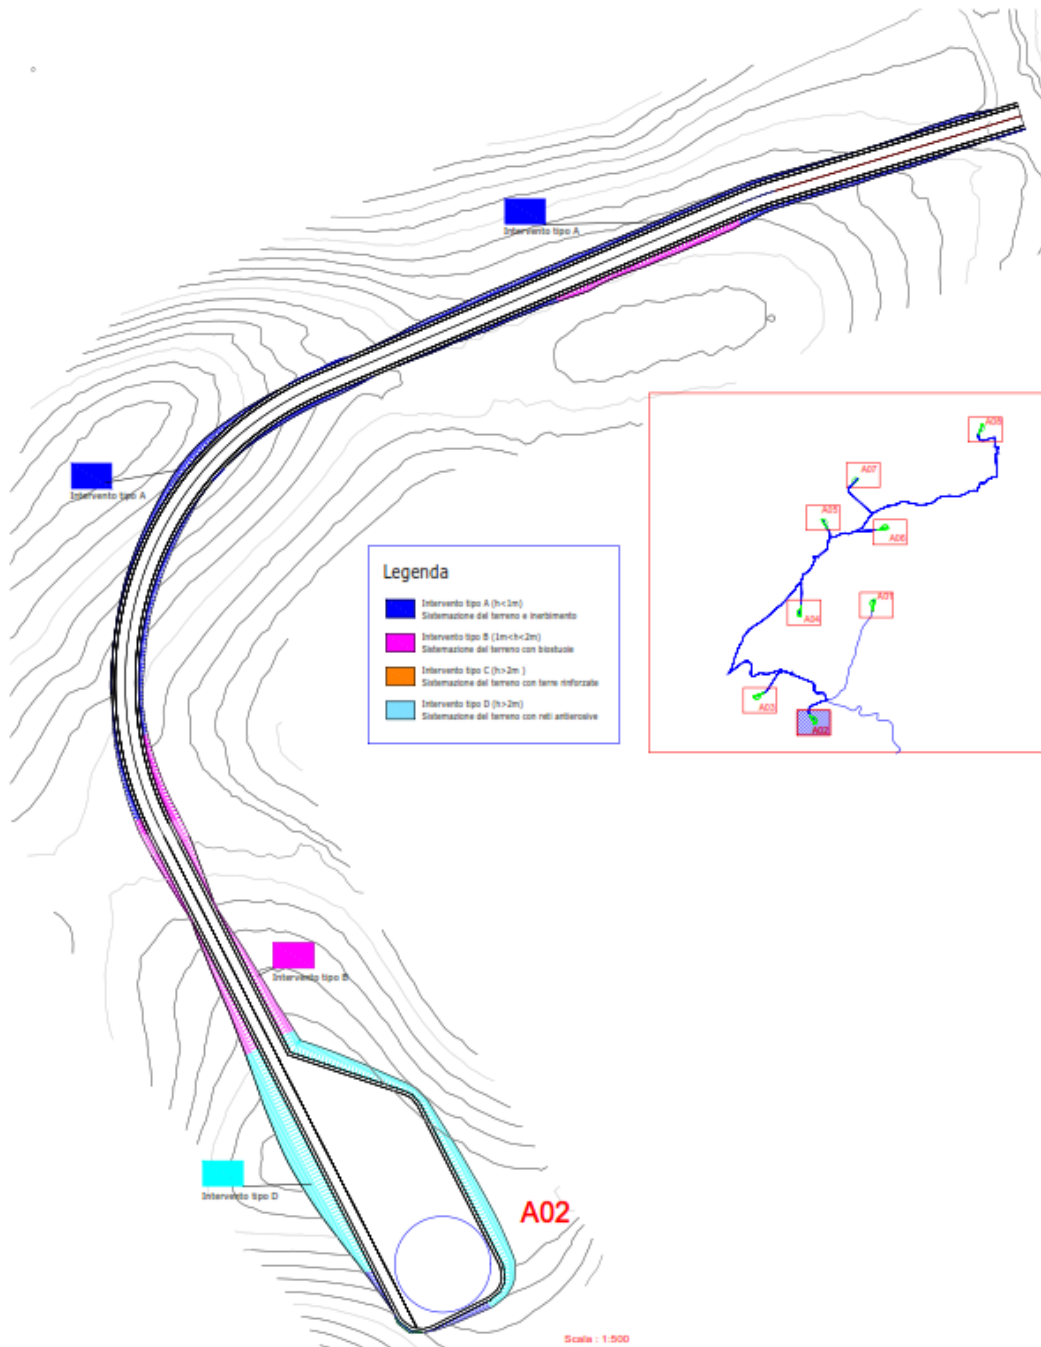 Intervento tipo A
Intervento tipo A
A08
A07
A05
A06
A01
A04
A03
A02
Legenda
Intervento tipo A (h<1m)
Sistemazione del terreno e inerbimento
Intervento tipo B (1m<h<2m)
Sistemazione del terreno con biostuoie
Intervento tipo C (h>2m )
Sistemazione del terreno con terre rinforzate
Intervento tipo D (h>2m)
Sistemazione del terreno con reti antierosive
Intervento tipo B
Intervento tipo D
A02
Scala : 1:500